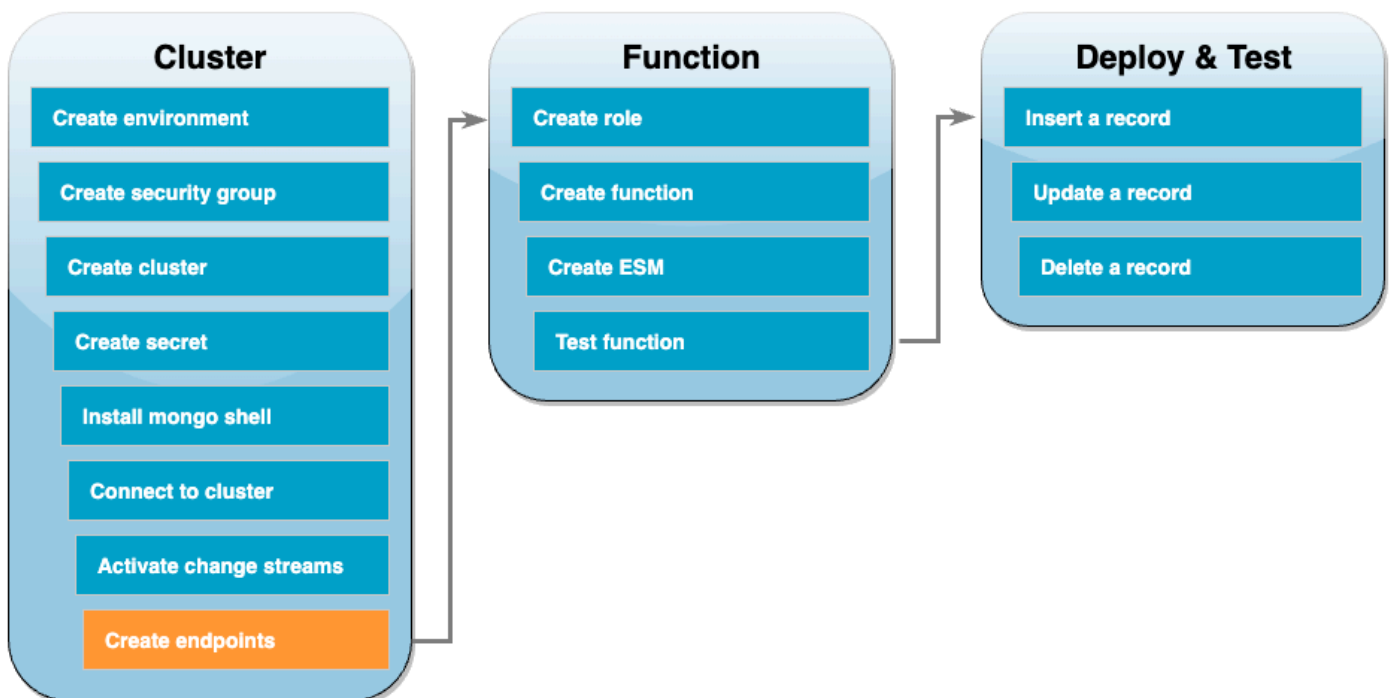 Cluster
Create environment
Create security group
Create cluster
Create secret
Install mongo shell
Connect to cluster
Activate change streams
Create endpoints
Function
Create role
Create function
Create ESM
Test function
Deploy & Test
Insert a record
Update a record
Delete a record